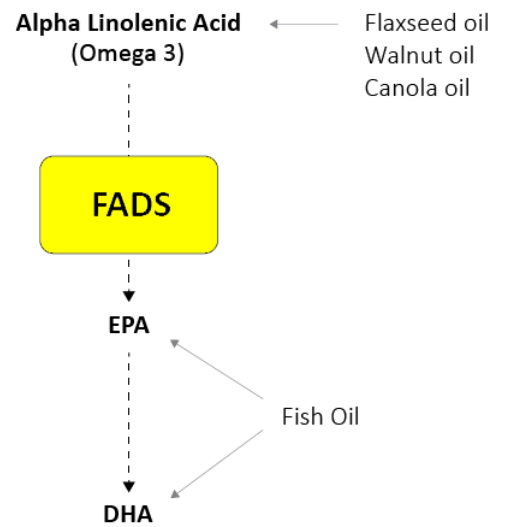 Alpha Linolenic Acid
(Omega 3)
Flaxseed oil
Walnut oil
Canola oil
FADS
EPA
Fish Oil
DHA